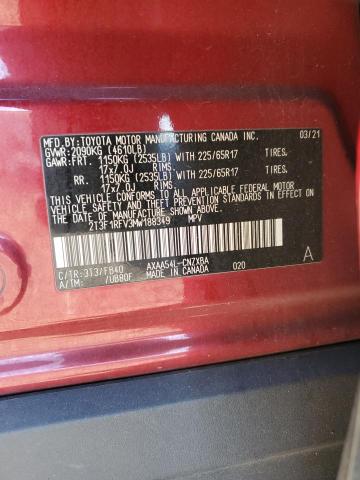 MFD.BY:TOYOTA MOTOR MANUFACTURING CANADA INC. 03/21
GVWR:2090KG (4610LB)
GAWR:FRT. 1150KG (2535LB) WITH 225/65R17 TIRES,
17x7.0J RIMS,
RR. 1150KG (2535LB) WITH 225/65R17 TIRES,
17x7.0J RIMS,
THIS VEHICLE CONFORMS TO ALL APPLICABLE FEDERAL MOTOR
VEHICLE SAFETY STANDARDS IN EFFECT ON THE DATE OF
MANUFACTURE SHOWN ABOVE.
2T3F1RFV3MW188349 MPV
C/TR:3T3/FB40 AXAA54L-CNZXBA A
A/TM: /UB80F MADE IN CANADA 020